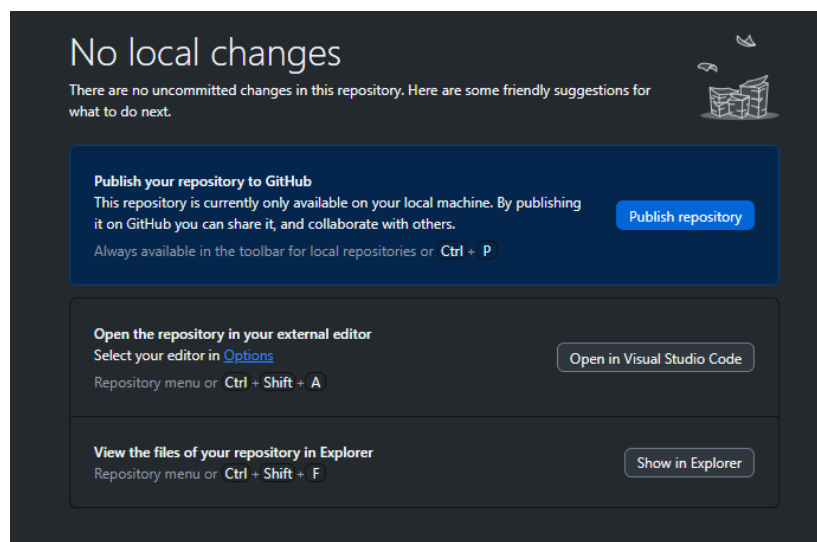 No local changes
There are no uncommitted changes in this repository. Here are some friendly suggestions for
what to do next.
Publish your repository to GitHub
This repository is currently only available on your local machine. By publishing
it on GitHub you can share it, and collaborate with others.
Always available in the toolbar for local repositories or Ctrl + P
Publish repository
Open the repository in your external editor
Select your editor in Options
Repository menu or Ctrl + Shift + A
Open in Visual Studio Code
View the files of your repository in Explorer
Repository menu or Ctrl + Shift + F
Show in Explorer